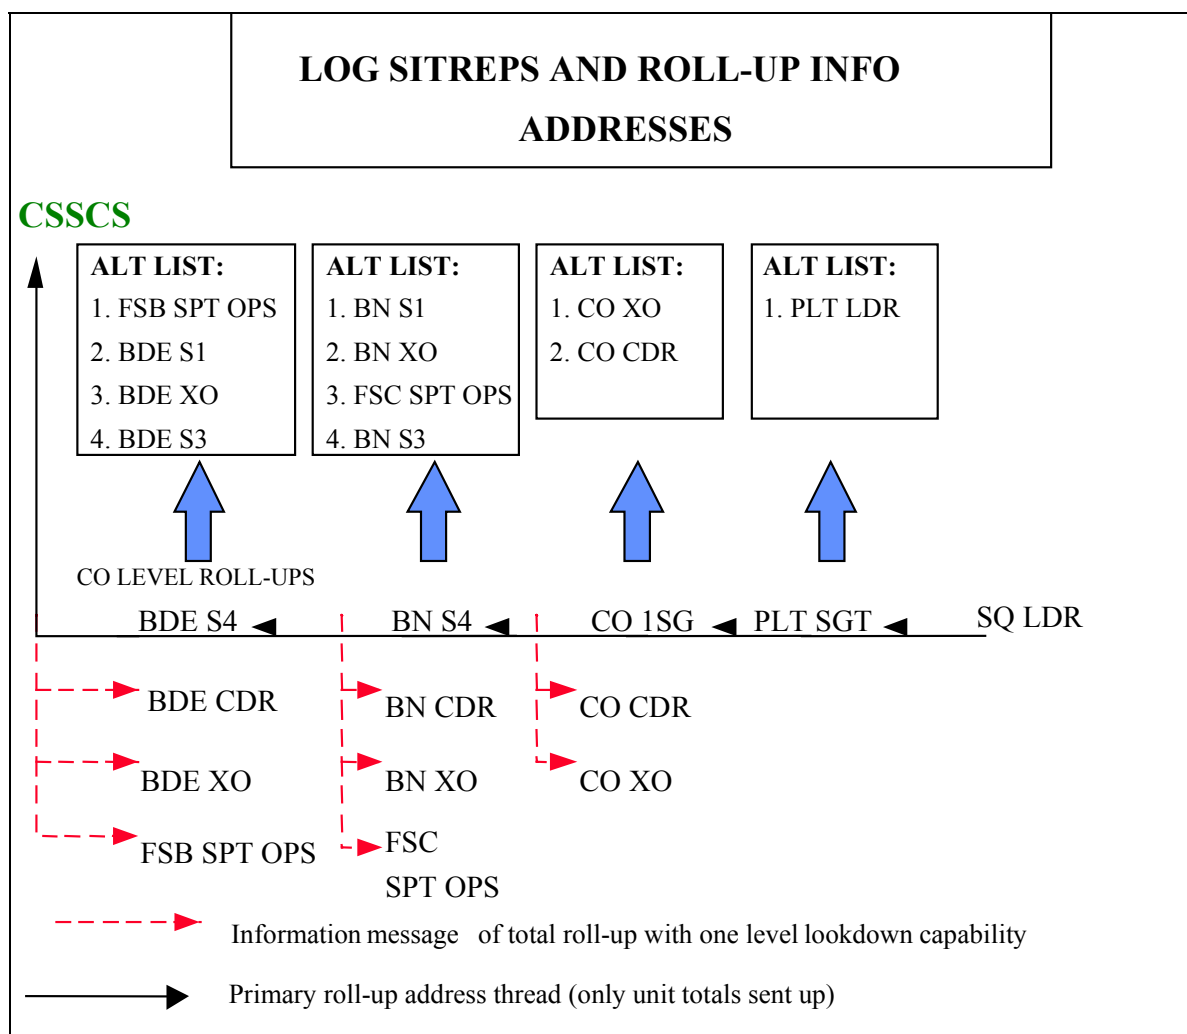 LOG SITREPS AND ROLL-UP INFO
ADDRESSES
CSSCS
ALT LIST:
1. FSB SPT OPS
2. BDE S1
3. BDE XO
4. BDE S3
ALT LIST:
1. BN S1
2. BN XO
3. FSC SPT OPS
4. BN S3
ALT LIST:
1. CO XO
2. CO CDR
ALT LIST:
1. PLT LDR
CO LEVEL ROLL-UPS
BDE S4
BN S4
CO 1SG
PLT SGT
SQ LDR
BDE CDR
BN CDR
CO CDR
BDE XO
BN XO
CO XO
FSB SPT OPS
FSC
SPT OPS
Information message of total roll-up with one level lookdown capability
Primary roll-up address thread (only unit totals sent up)